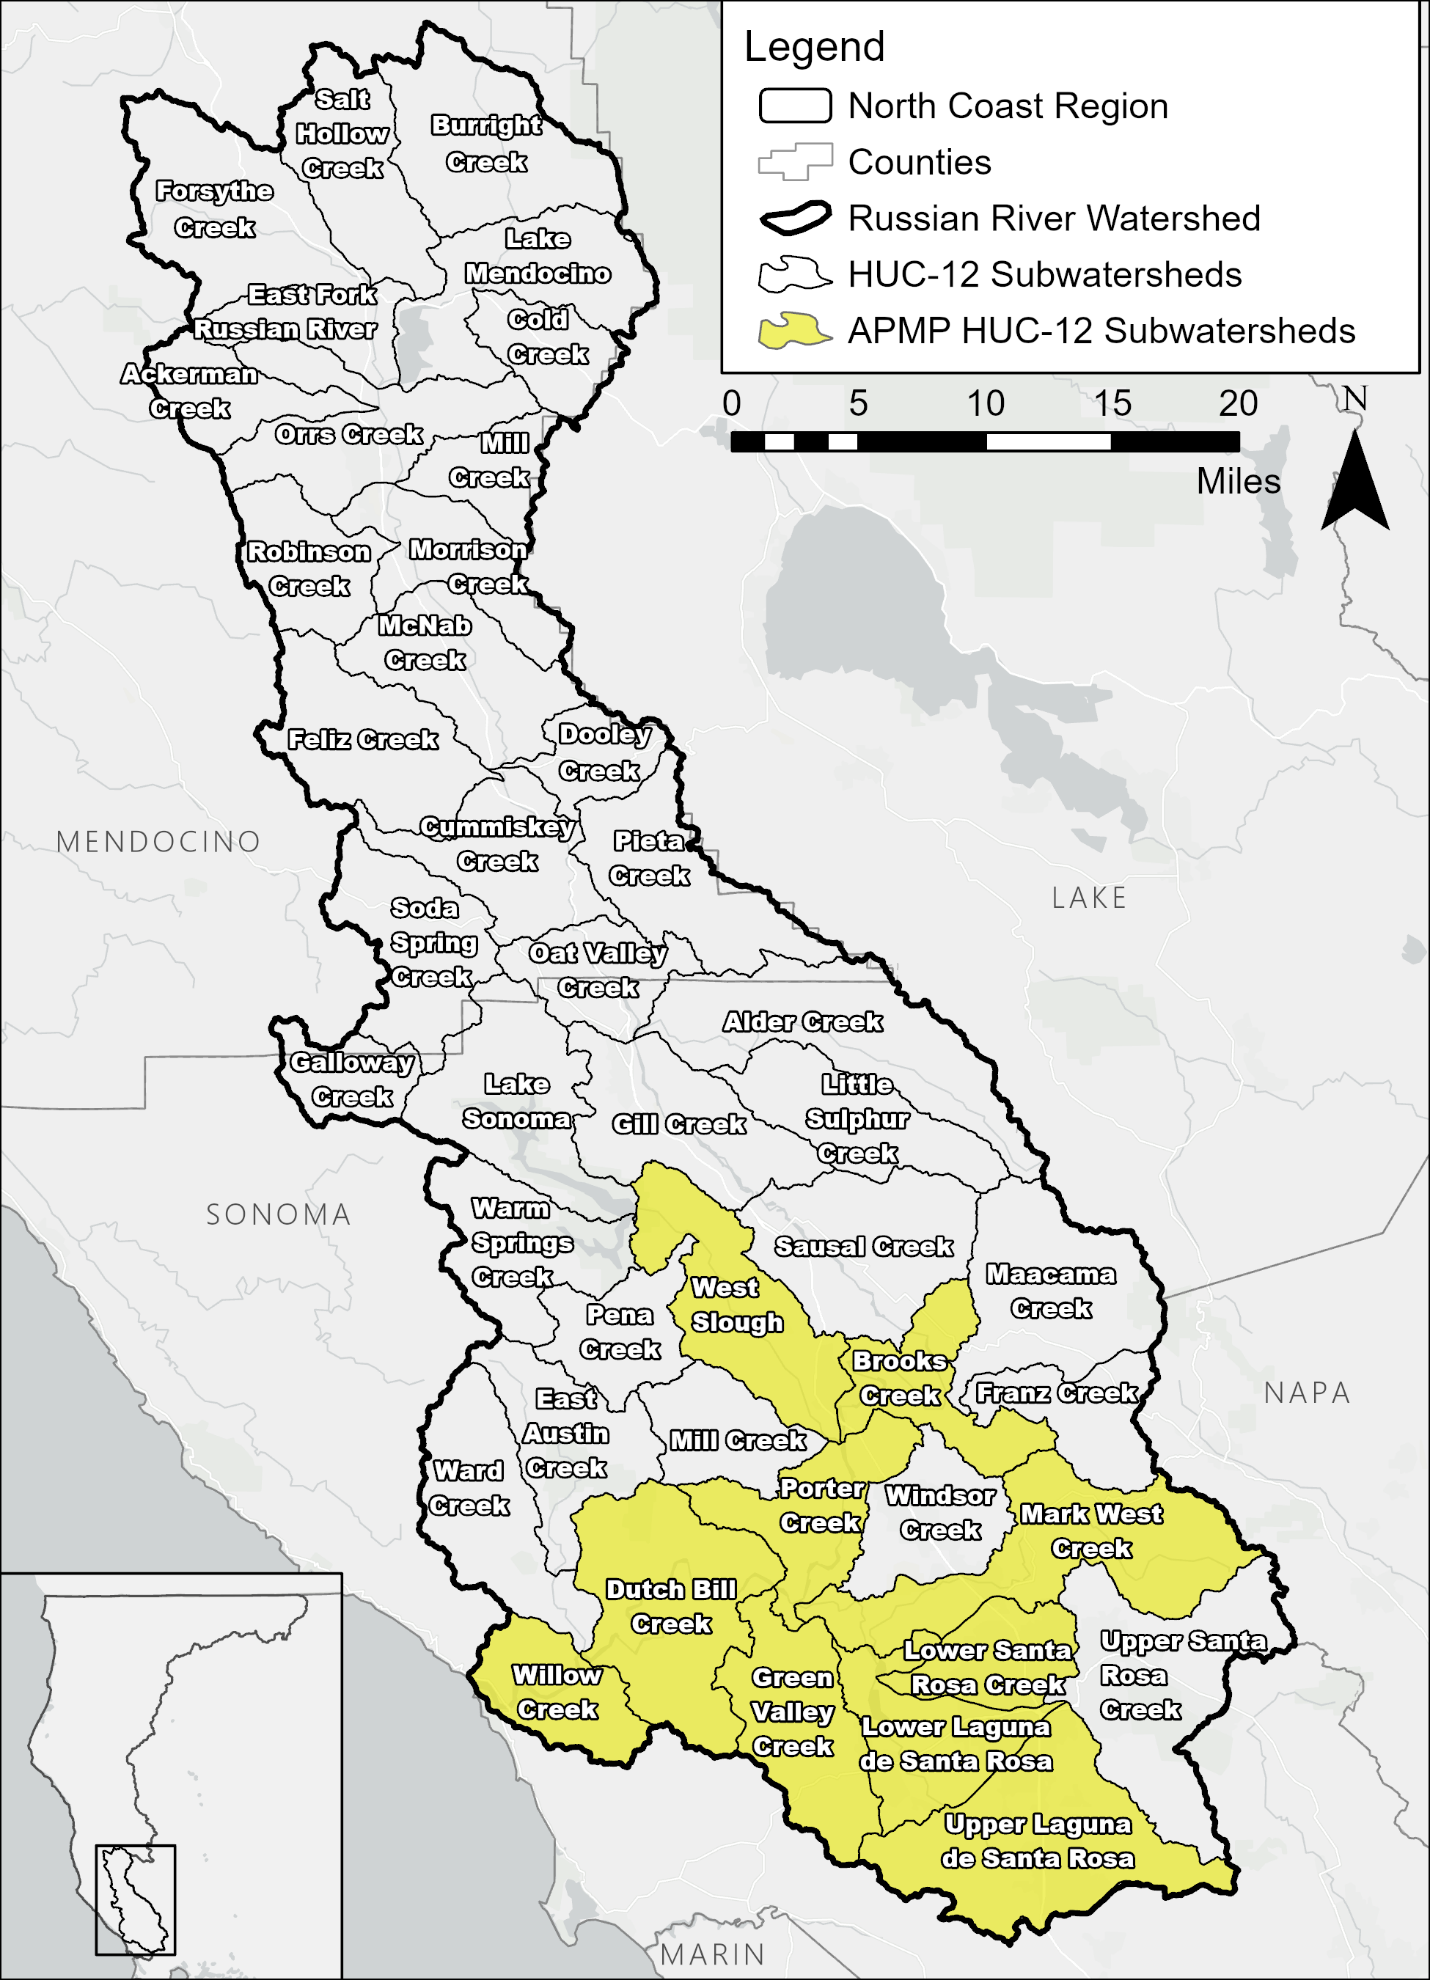 Legend
North Coast Region
Counties
Russian River Watershed
HUC-12 Subwatersheds
APMP HUC-12 Subwatersheds
0 5 10 15 20
Miles
N
Salt
Hollow
Creek
Burright
Creek
Forsythe
Creek
Lake
Mendocino
East Fork
Russian River
Cold
Creek
Ackerman
Creek
Orrs Creek
Mill
Creek
Robinson
Creek
Morrison
Creek
McNab
Creek
Feliz Creek
Dooley
Creek
MENDOCINO
Cummiskey
Creek
Pieta
Creek
LAKE
Soda
Spring
Creek
Oat Valley
Creek
Alder Creek
Galloway
Creek
Lake
Sonoma
Gill Creek
Little
Sulphur
Creek
SONOMA
Warm
Springs
Creek
Sausal Creek
Maacama
Creek
West
Slough
Pena
Creek
Brooks
Creek
Franz Creek
NAPA
East
Austin
Creek
Mill Creek
Ward
Creek
Porter
Creek
Windsor
Creek
Mark West
Creek
Dutch Bill
Creek
Willow
Creek
Green
Valley
Creek
Lower Santa
Rosa Creek
Upper Santa
Rosa
Creek
Lower Laguna
de Santa Rosa
Upper Laguna
de Santa Rosa
MARIN